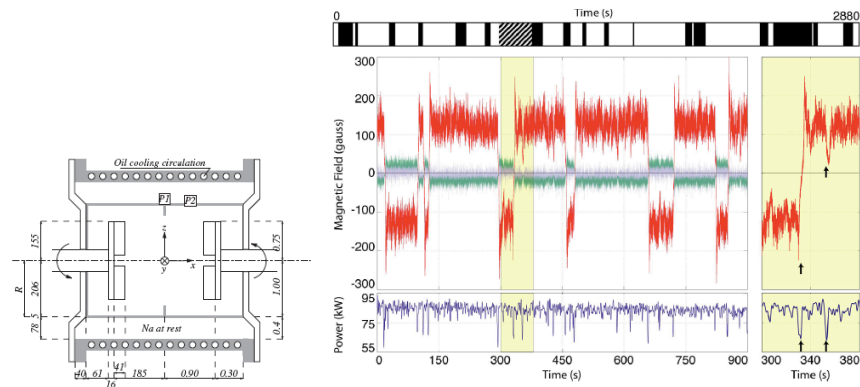 Time (s)
0
2880
Oil cooling circulation
P1
P2
z
x
y
155
R
206
5
78
0.75
1.00
0.4
Na at rest
40
61
16
41
185
0.90
0.30
Magnetic Field (gauss)
300
200
100
0
-100
-200
-300
Power (kW)
95
75
55
0
150
300
450
600
750
900
Time (s)
300
340
380
Time (s)